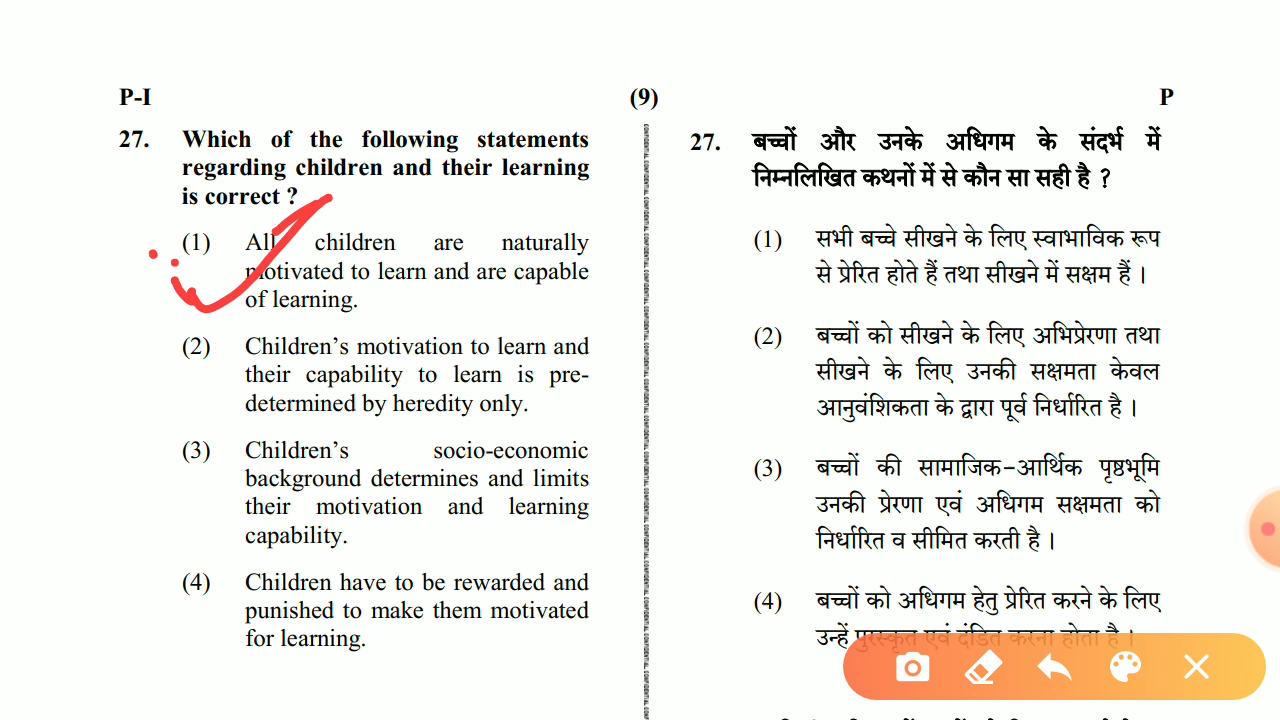 P-I (9) P
27. Which of the following statements
regarding children and their learning
is correct ?
(1) All children are naturally
motivated to learn and are capable
of learning.
(2) Children's motivation to learn and
their capability to learn is pre-
determined by heredity only.
(3) Children's socio-economic
background determines and limits
their motivation and learning
capability.
(4) Children have to be rewarded and
punished to make them motivated
for learning.
27. बच्चों और उनके अधिगम के संदर्भ में
निम्नलिखित कथनों में से कौन सा सही है ?
(1) सभी बच्चे सीखने के लिए स्वाभाविक रूप
से प्रेरित होते हैं तथा सीखने में सक्षम हैं ।
(2) बच्चों को सीखने के लिए अभिप्रेरणा तथा
सीखने के लिए उनकी सक्षमता केवल
आनुवंशिकता के द्वारा पूर्व निर्धारित है ।
(3) बच्चों की सामाजिक-आर्थिक पृष्ठभूमि
उनकी प्रेरणा एवं अधिगम सक्षमता को
निर्धारित व सीमित करती है ।
(4) बच्चों को अधिगम हेतु प्रेरित करने के लिए
उन्हें पुरस्कृत एवं दंडित करना होता है ।